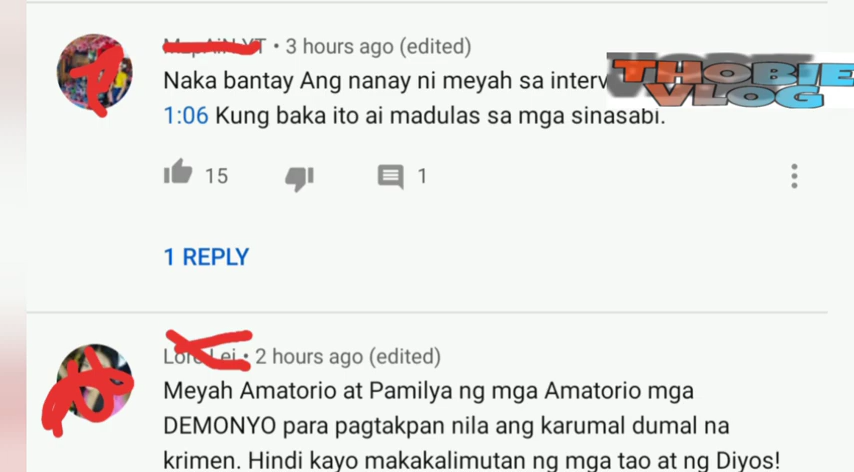 • 3 hours ago (edited)
Naka bantay Ang nanay ni meyah sa interv
THOBIE
VLOG
1:06 Kung baka ito ai madulas sa mga sinasabi.
15
1
1 REPLY
Lei • 2 hours ago (edited)
Meyah Amatorio at Pamilya ng mga Amatorio mga
DEMONYO para pagtakpan nila ang karumal dumal na
krimen. Hindi kayo makakalimutan ng mga tao at ng Diyos!